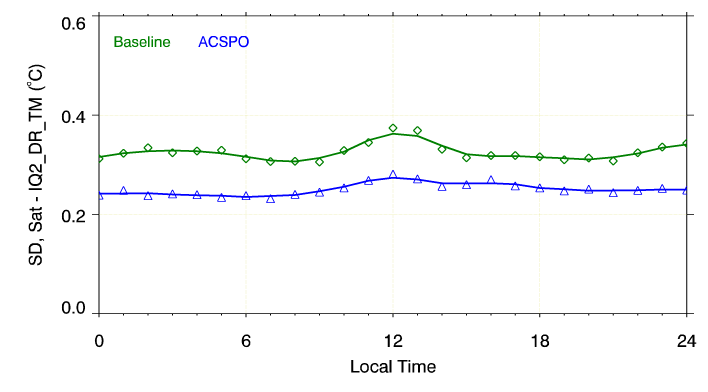 0.6
Baseline ACSPO
0.4
0.2
0.0
SD, Sat - IQ2_DR_TM (°C)
0 6 12 18 24
Local Time